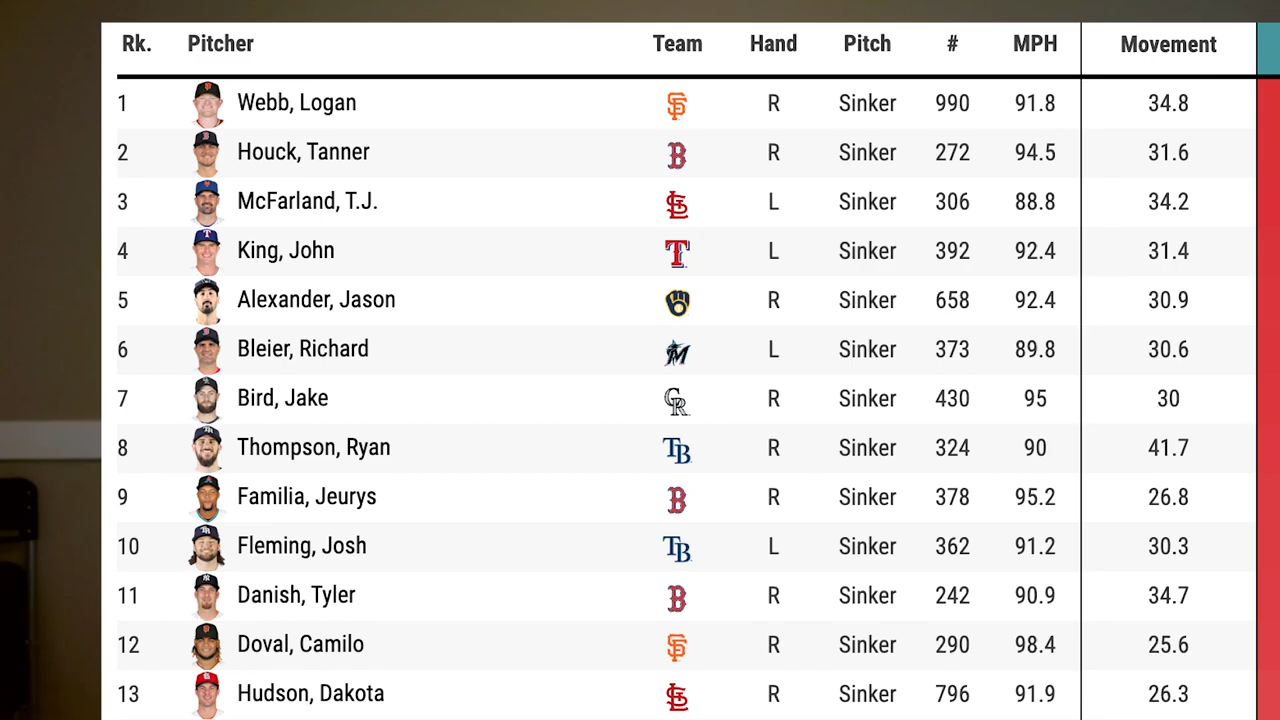 Rk. Pitcher Team Hand Pitch # MPH Movement
1 Webb, Logan SF R Sinker 990 91.8 34.8
2 Houck, Tanner B R Sinker 272 94.5 31.6
3 McFarland, T.J. STL L Sinker 306 88.8 34.2
4 King, John T L Sinker 392 92.4 31.4
5 Alexander, Jason R Sinker 658 92.4 30.9
6 Bleier, Richard M L Sinker 373 89.8 30.6
7 Bird, Jake CR R Sinker 430 95 30
8 Thompson, Ryan TB R Sinker 324 90 41.7
9 Familia, Jeurys B R Sinker 378 95.2 26.8
10 Fleming, Josh TB L Sinker 362 91.2 30.3
11 Danish, Tyler B R Sinker 242 90.9 34.7
12 Doval, Camilo SF R Sinker 290 98.4 25.6
13 Hudson, Dakota STL R Sinker 796 91.9 26.3